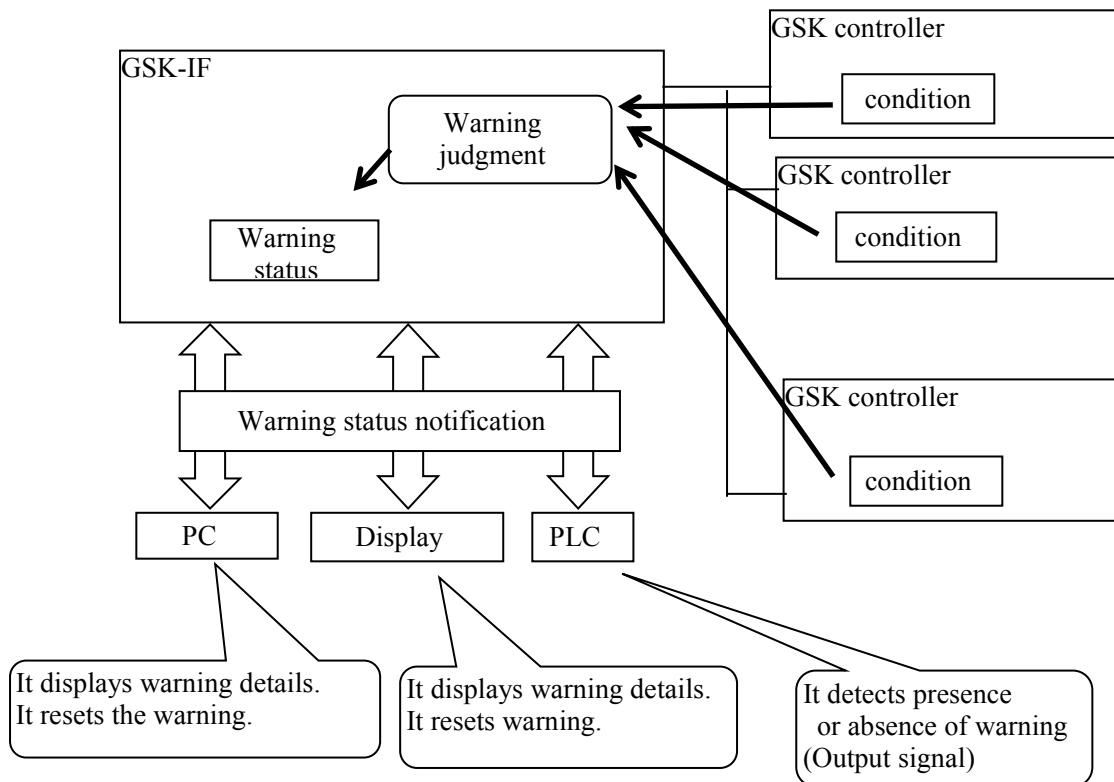 GSK controller
GSK-IF
condition
Warning
judgment
GSK controller
condition
Warning
status
GSK controller
Warning status notification
condition
PC
Display
PLC
It displays warning details.
It resets the warning.
It displays warning details.
It resets warning.
It detects presence
or absence of warning
(Output signal)